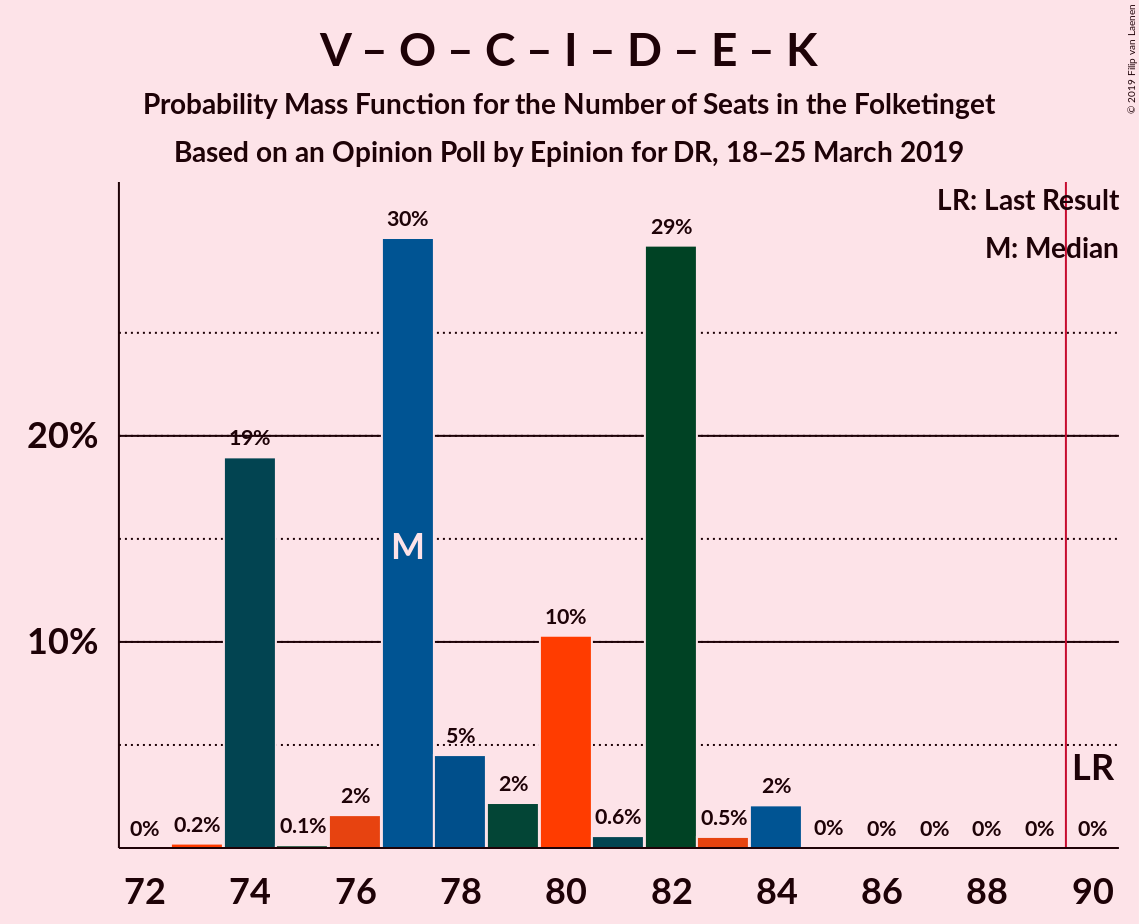 V – O – C – I – D – E – K
Probability Mass Function for the Number of Seats in the Folketinget
Based on an Opinion Poll by Epinion for DR, 18–25 March 2019
© 2019 Filip van Laenen
LR: Last Result
M: Median
20%
10%
0% 0.2% 19% 0.1% 2% 30% 5% 2% 10% 0.6% 29% 0.5% 2% 0% 0% 0% 0% 0% 0%
M
LR
72 74 76 78 80 82 84 86 88 90